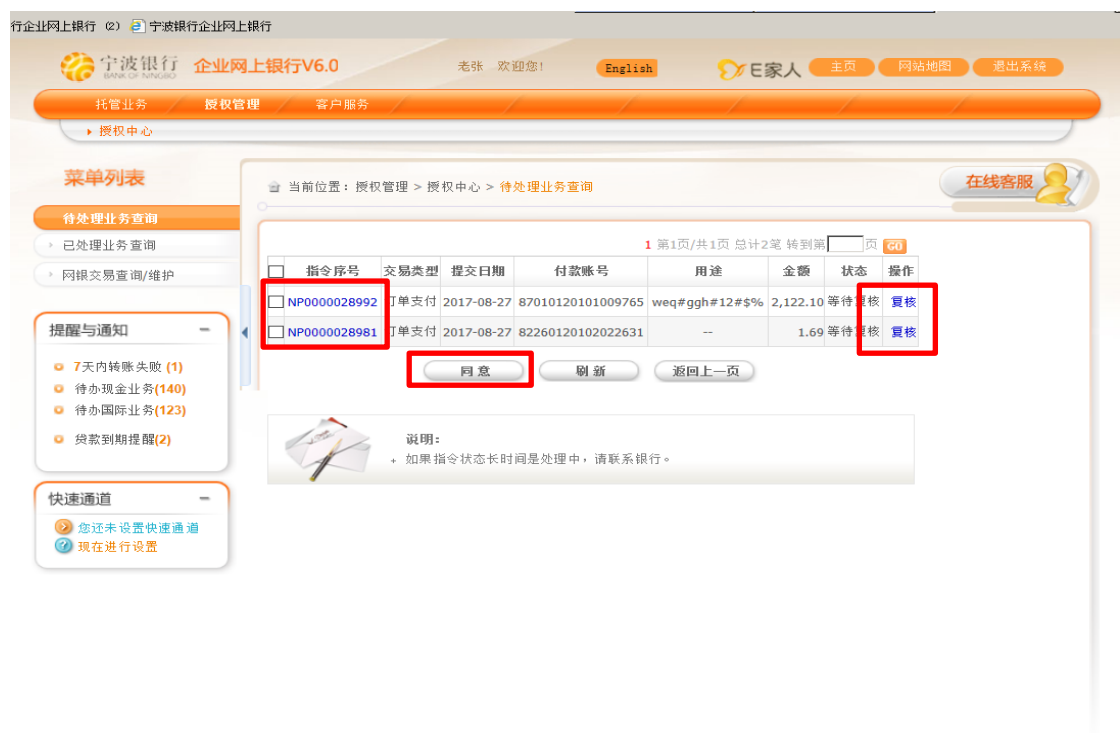 行企业网上银行 (2) 宁波银行企业网上银行
宁波银行 BANK OF NINGBO 企业网上银行V6.0 老张 欢迎您! English E家人 主页 网站地图 退出系统
托管业务 授权管理 客户服务
授权中心
菜单列表
待处理业务查询
已处理业务查询
网银交易查询/维护
提醒与通知
7天内转账失败 (1)
待办现金业务(140)
待办国际业务(123)
贷款到期提醒(2)
快速通道
您还未设置快速通道
现在进行设置
当前位置：授权管理 > 授权中心 > 待处理业务查询
在线客服
1 第1页/共1页 总计2笔 转到第 页 GO
指令序号 交易类型 提交日期 付款账号 用途 金额 状态 操作
NP0000028992 订单支付 2017-08-27 87010120101009765 weq#ggh#12#$% 2,122.10 等待复核 复核
NP0000028981 订单支付 2017-08-27 82260120102022631 -- 1.69 等待复核 复核
同意 刷新 返回上一页
说明:
+ 如果指令状态长时间是处理中，请联系银行。